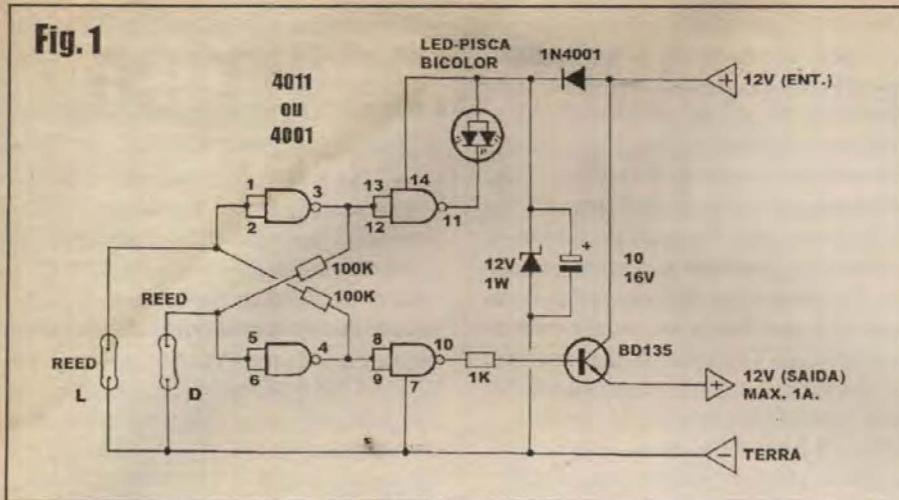 Fig.1
4011
ou
4001
LED-PISCA
BICOLOR
1N4001
12V (ENT.)
1
2
3
13
12
14
11
100K
100K
12V
1W
+
10
16V
REED
REED
L
D
5
6
4
8
9
10
7
1K
BD135
12V (SAIDA)
MAX. 1A.
TERRA